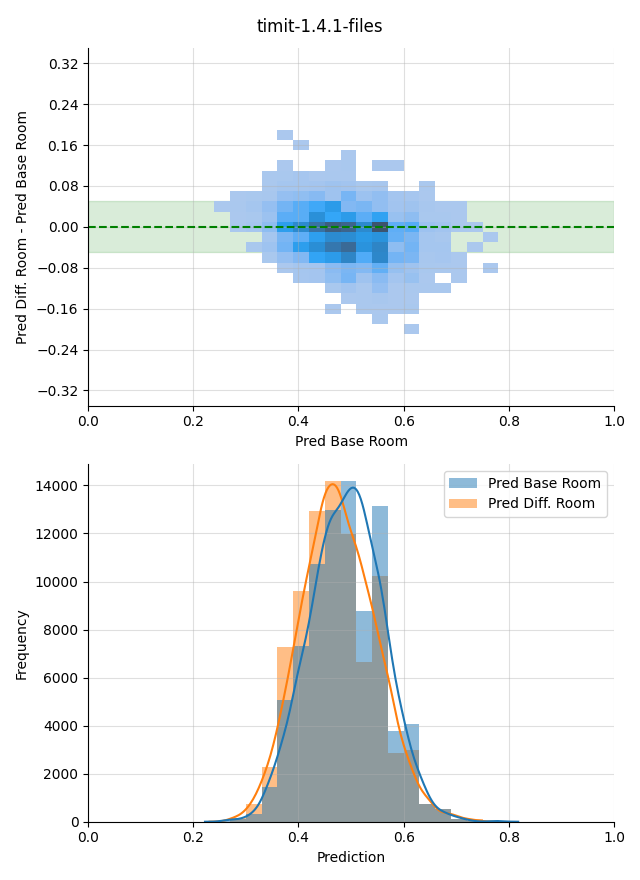 timit-1.4.1-files
Pred Diff. Room - Pred Base Room
0.32
0.24
0.16
0.08
0.00
−0.08
−0.16
−0.24
−0.32
0.0 0.2 0.4 0.6 0.8 1.0
Pred Base Room
Frequency
14000
12000
10000
8000
6000
4000
2000
0
Pred Base Room
Pred Diff. Room
0.0 0.2 0.4 0.6 0.8 1.0
Prediction